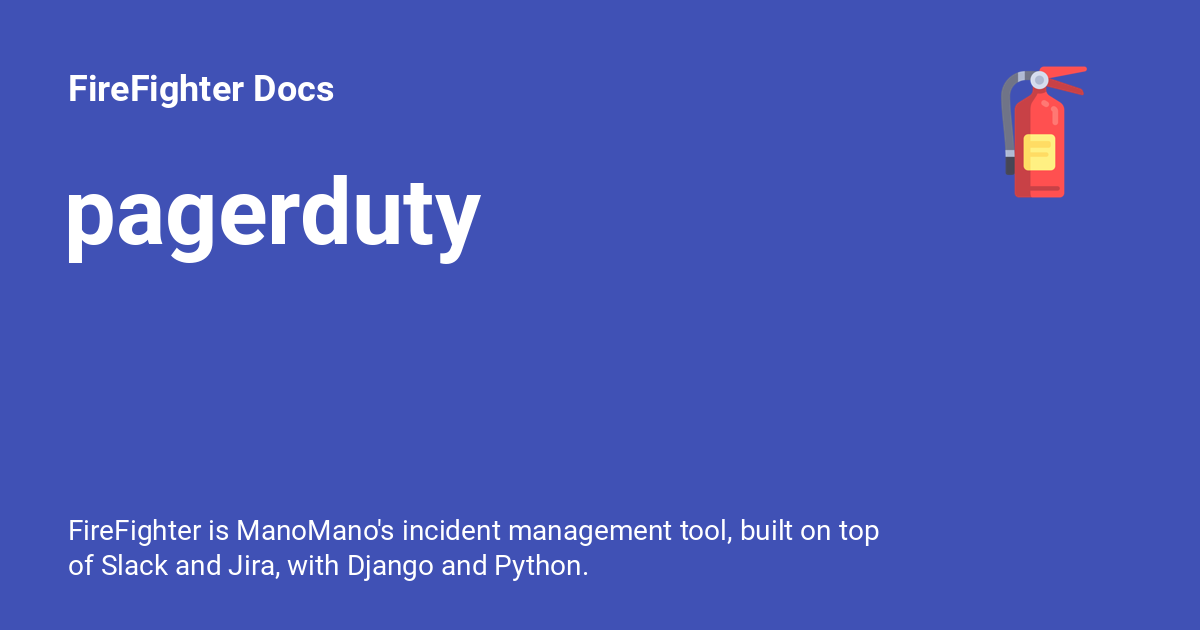 FireFighter Docs
pagerduty
FireFighter is ManoMano's incident management tool, built on top
of Slack and Jira, with Django and Python.